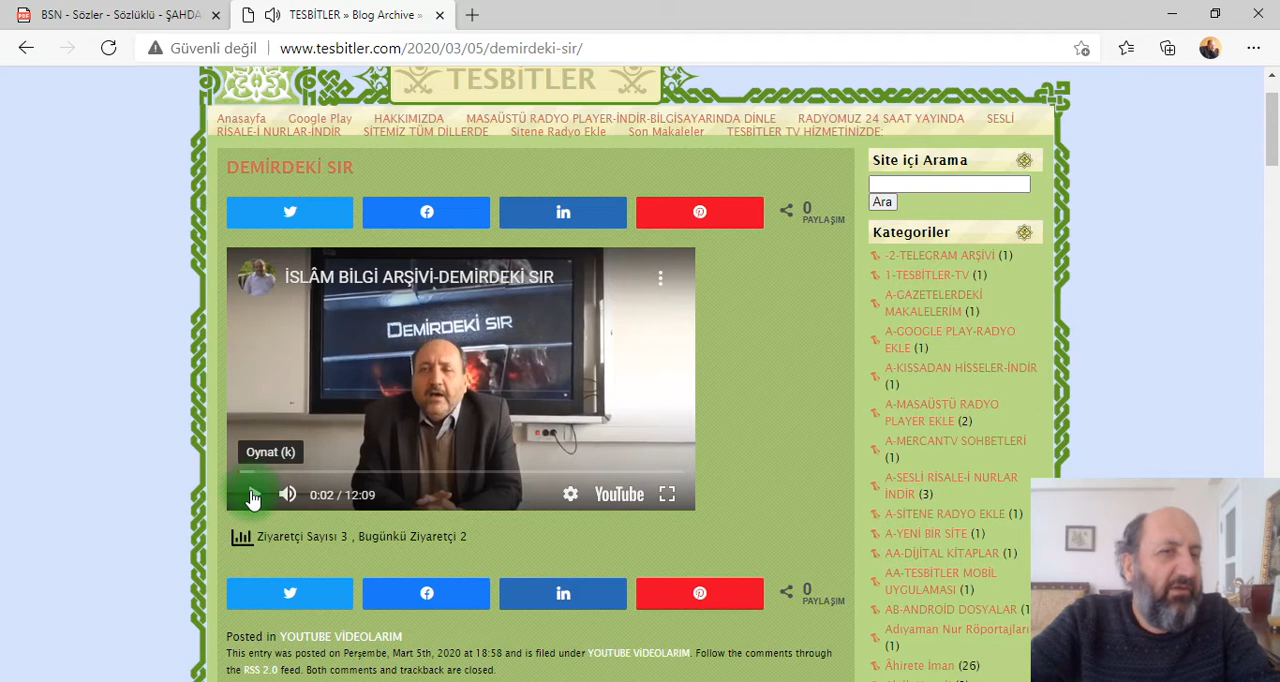 BSN - Sözler - Sözlüklü - ŞAHDA
TESBİTLER » Blog Archive »
Güvenli değil
www.tesbitler.com/2020/03/05/demirdeki-sir/
TESBİTLER
Anasayfa Google Play HAKKIMIZDA MASAÜSTÜ RADYO PLAYER-İNDİR-BİLGİSAYARINDA DİNLE RADYOMUZ 24 SAAT YAYINDA SESLİ
RİSALE-İ NURLAR-İNDİR SİTEMİZ TÜM DİLLERDE Sitene Radyo Ekle Son Makaleler TESBİTLER TV HİZMETİNİZDE:
DEMİRDEKİ SIR
0
PAYLAŞIM
İSLÂM BİLGİ ARŞİVİ-DEMİRDEKİ SIR
DEMİRDEKİ SIR
Oynat (k)
0:02 / 12:09
YouTube
Ziyaretçi Sayısı 3 , Bugünkü Ziyaretçi 2
0
PAYLAŞIM
Posted in YOUTUBE VİDEOLARIM
This entry was posted on Perşembe, Mart 5th, 2020 at 18:58 and is filed under YOUTUBE VİDEOLARIM. Follow the comments through
the RSS 2.0 feed. Both comments and trackback are closed.
Site içi Arama
Ara
Kategoriler
-2-TELEGRAM ARŞİVİ (1)
1-TESBİTLER-TV (1)
A-GAZETELERDEKİ
MAKALELERİM (1)
A-GOOGLE PLAY-RADYO
EKLE (1)
A-KISSADAN HİSSELER-İNDİR
(1)
A-MASAÜSTÜ RADYO
PLAYER EKLE (2)
A-MERCANTV SOHBETLERİ
(1)
A-SESLİ RİSALE-İ NURLAR
İNDİR (3)
A-SİTENE RADYO EKLE (1)
A-YENİ BİR SİTE (1)
AA-DİJİTAL KİTAPLAR (1)
AA-TESBİTLER MOBİL
UYGULAMASI (1)
AB-ANDROİD DOSYALAR (1
Adıyaman Nur Röportajları
(1)
Âhirete İman (26)